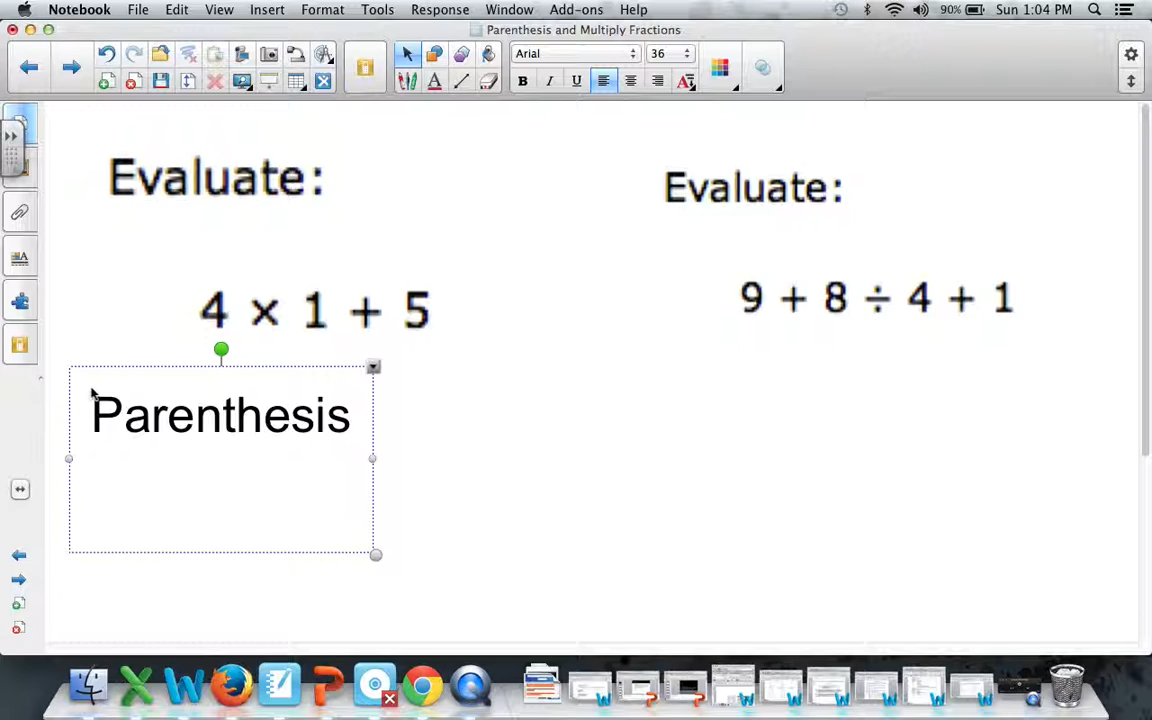 Notebook File Edit View Insert Format Tools Response Window Add-ons Help 90% Sun 1:04 PM
Parenthesis and Multiply Fractions
Arial 36
B I U
Evaluate:
4 × 1 + 5
Parenthesis
Evaluate:
9 + 8 ÷ 4 + 1